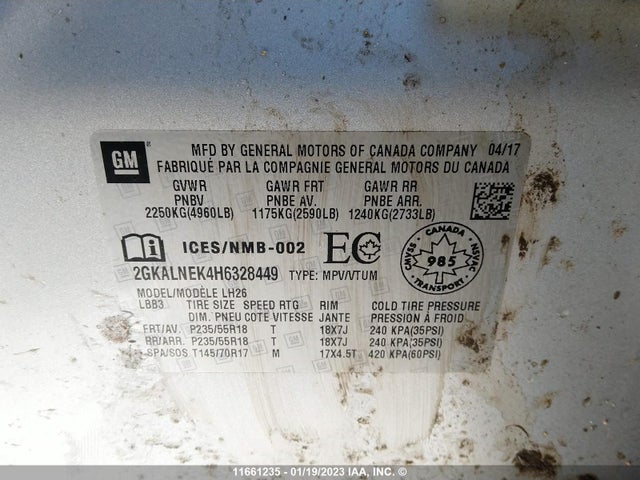 GM
®
MFD BY GENERAL MOTORS OF CANADA COMPANY 04/17
FABRIQUÉ PAR LA COMPAGNIE GENERAL MOTORS DU CANADA
GVWR GAWR FRT GAWR RR
PNBV PNBE AV. PNBE ARR.
2250KG(4960LB) 1175KG(2590LB) 1240KG(2733LB)
ICES/NMB-002 EC
CANADA
CMVSS 985 NSVAC
TRANSPORT
2GKALNEK4H6328449 TYPE: MPV/VTUM
MODEL/MODÈLE LH26
LBB3 TIRE SIZE SPEED RTG RIM COLD TIRE PRESSURE
DIM. PNEU COTE VITESSE JANTE PRESSION À FROID
FRT/AV. P235/55R18 T 18X7J 240 KPA(35PSI)
RR/ARR. P235/55R18 T 18X7J 240 KPA(35PSI)
SPA/SOS T145/70R17 M 17X4.5T 420 KPA(60PSI)
11661235 - 01/19/2023 IAA, INC. ©